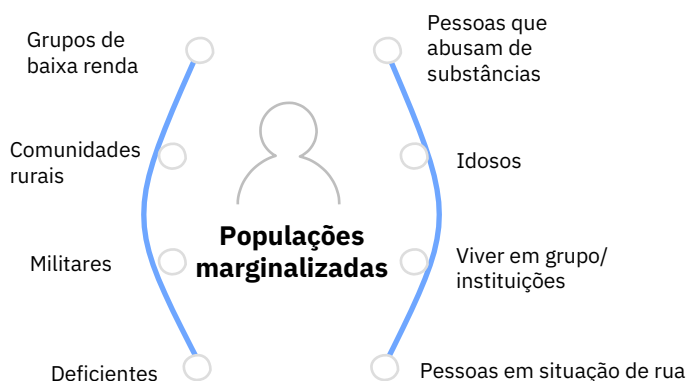 Grupos de
baixa renda
Comunidades
rurais
Militares
Deficientes
Populações
marginalizadas
Pessoas que
abusam de
substâncias
Idosos
Viver em grupo/
instituições
Pessoas em situação de rua